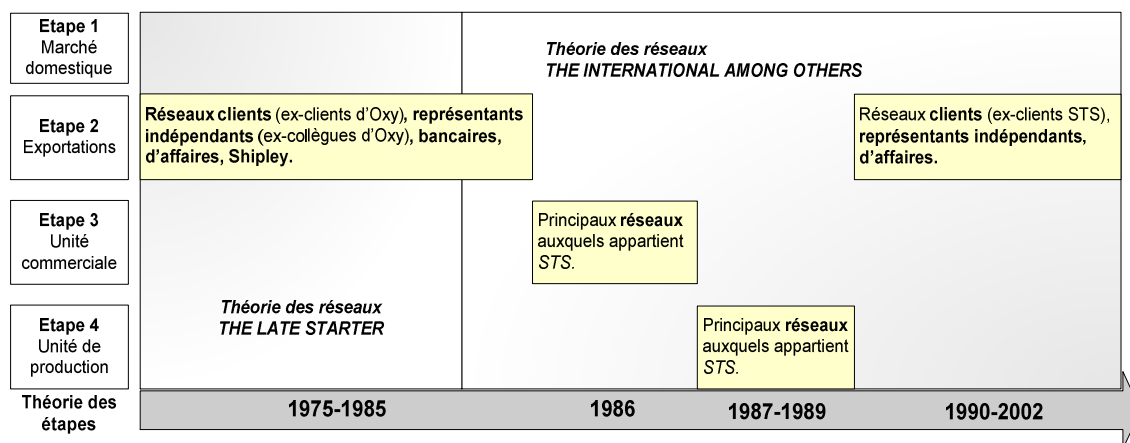 Etape 1
Marché
domestique
Théorie des réseaux
THE INTERNATIONAL AMONG OTHERS
Etape 2
Exportations
Réseaux clients (ex-clients d'Oxy), représentants
indépendants (ex-collègues d'Oxy), bancaires,
d'affaires, Shipley.
Réseaux clients (ex-clients STS),
représentants indépendants,
d'affaires.
Etape 3
Unité
commerciale
Principaux réseaux
auxquels appartient
STS.
Théorie des réseaux
THE LATE STARTER
Etape 4
Unité de
production
Principaux réseaux
auxquels appartient
STS.
Théorie des
étapes
1975-1985
1986
1987-1989
1990-2002